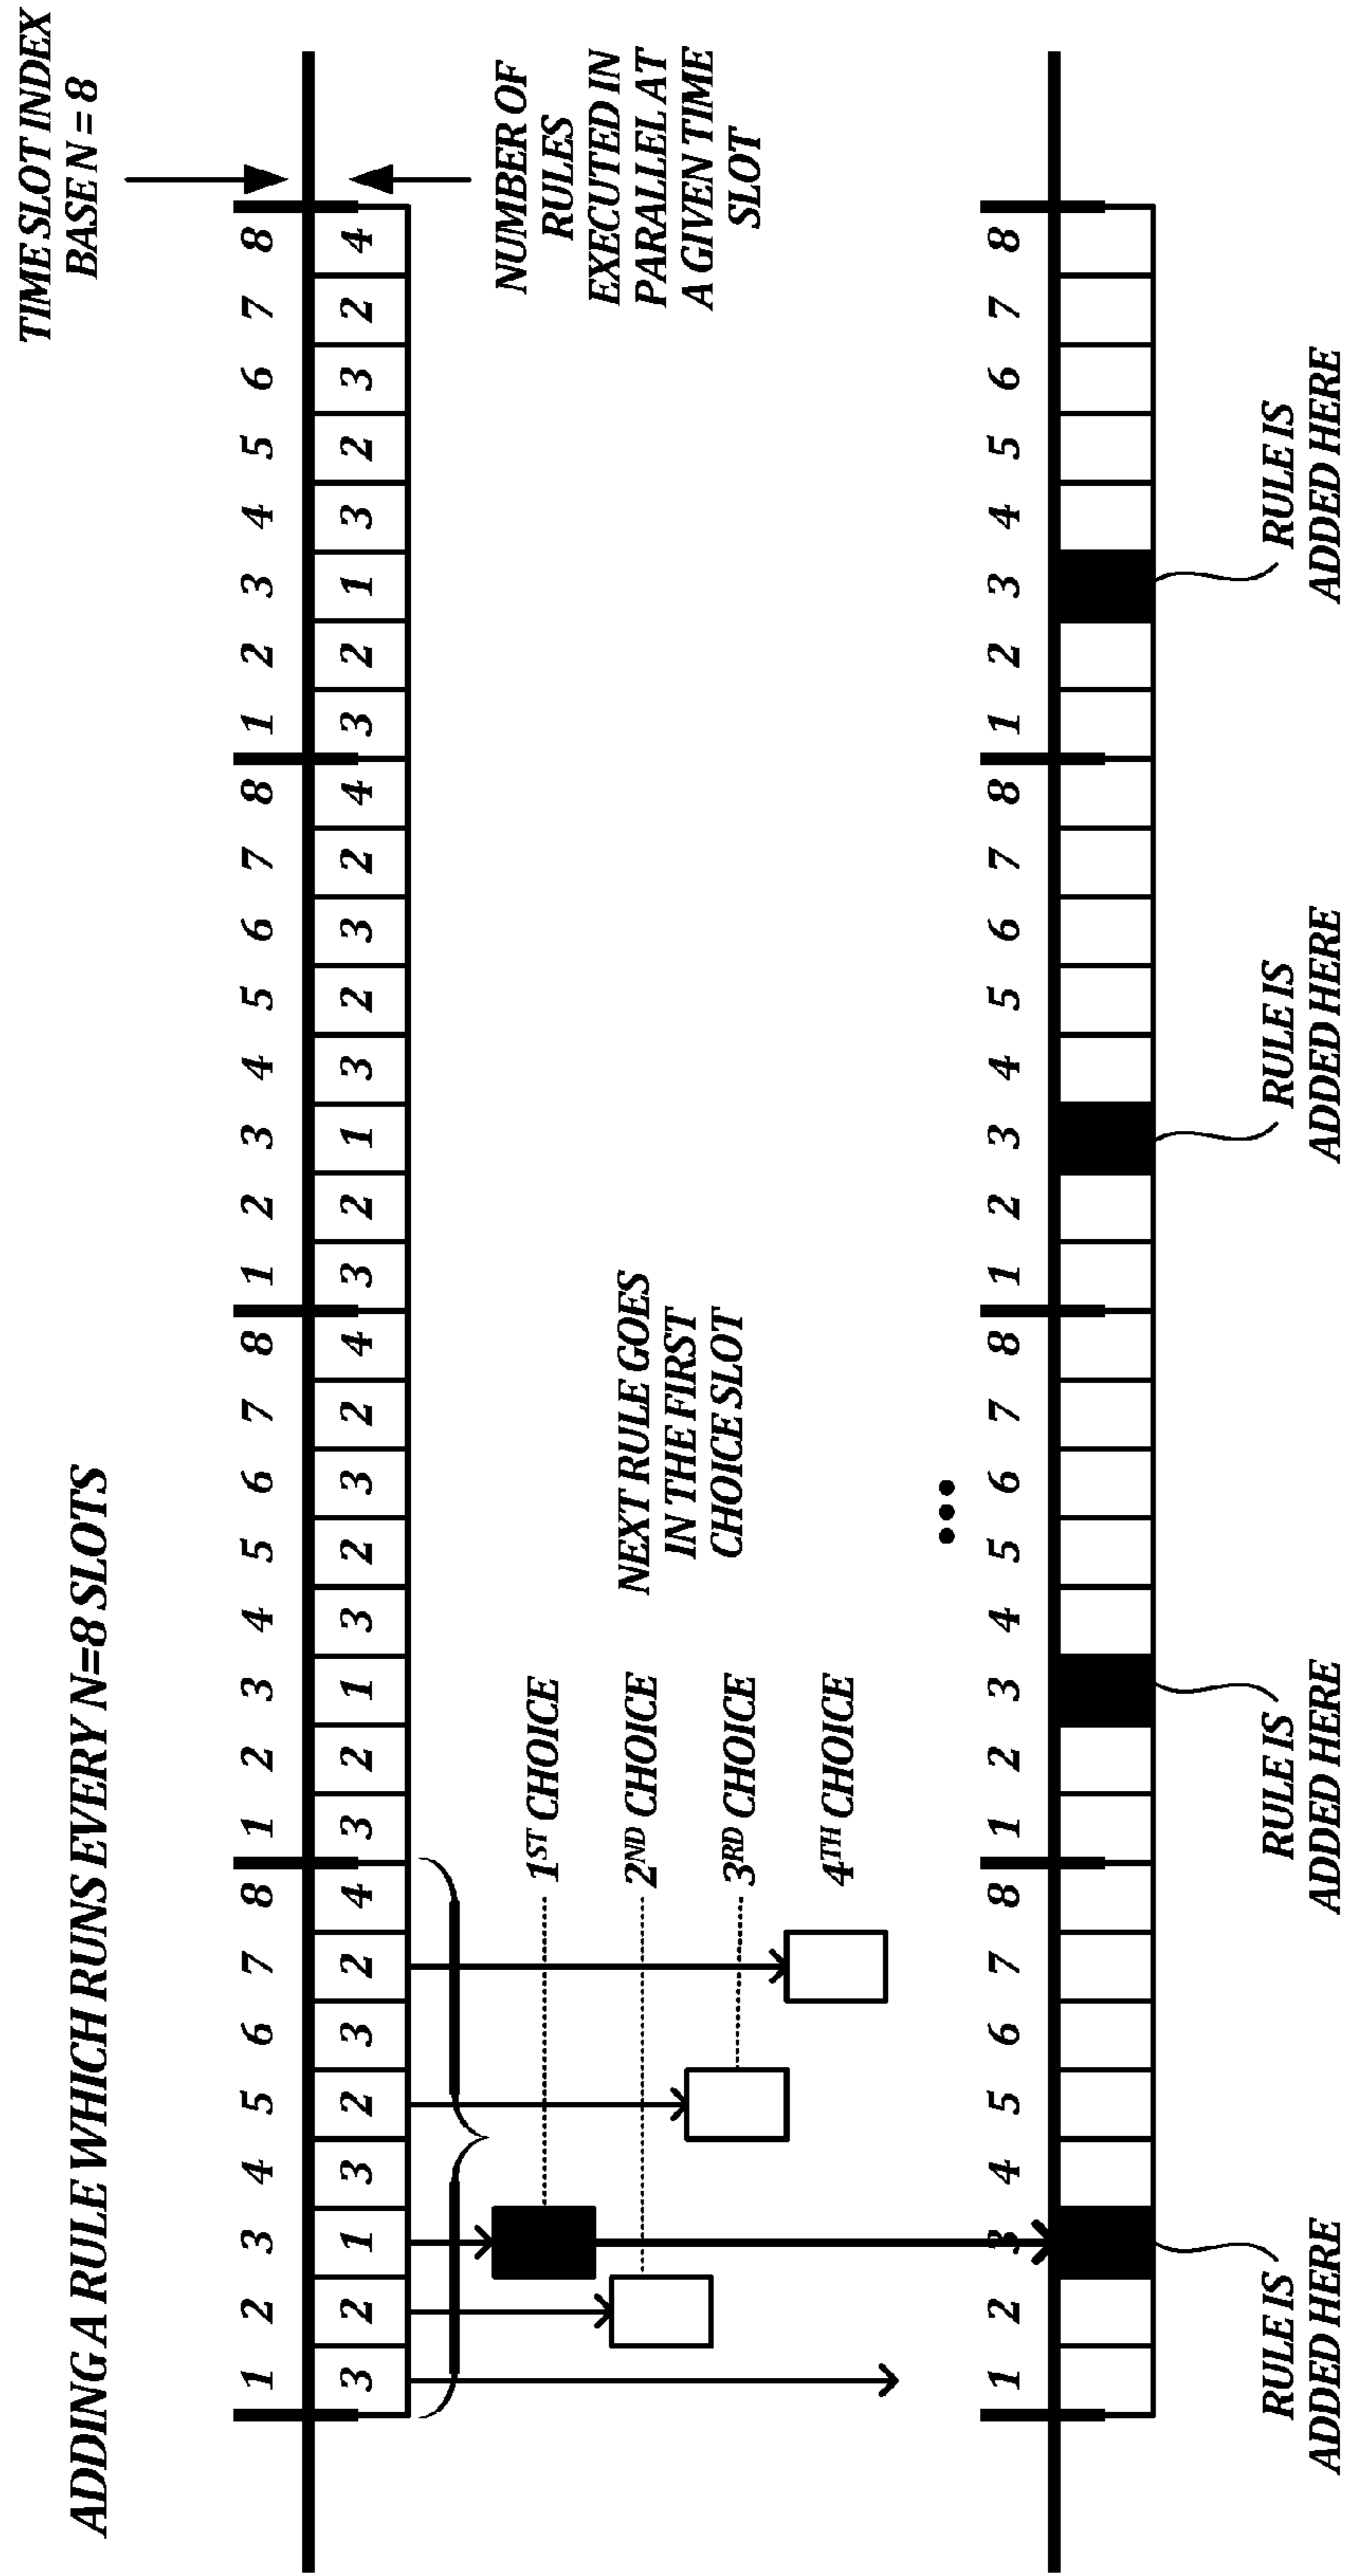 ADDING A RULE WHICH RUNS EVERY N=8 SLOTS
TIME SLOT INDEX
BASE N = 8
1 2 3 4 5 6 7 8 1 2 3 4 5 6 7 8 1 2 3 4 5 6 7 8 1 2 3 4 5 6 7 8
3 2 1 3 2 3 2 4 3 2 1 3 2 3 2 4 3 2 1 3 2 3 2 4 3 2 1 3 2 3 2 4
NUMBER OF
RULES
EXECUTED IN
PARALLEL AT
A GIVEN TIME
SLOT
1ST CHOICE
2ND CHOICE
3RD CHOICE
4TH CHOICE
NEXT RULE GOES
IN THE FIRST
CHOICE SLOT
1 2 3 4 5 6 7 8 1 2 3 4 5 6 7 8 1 2 3 4 5 6 7 8 1 2 3 4 5 6 7 8
RULE IS
ADDED HERE
RULE IS
ADDED HERE
RULE IS
ADDED HERE
RULE IS
ADDED HERE